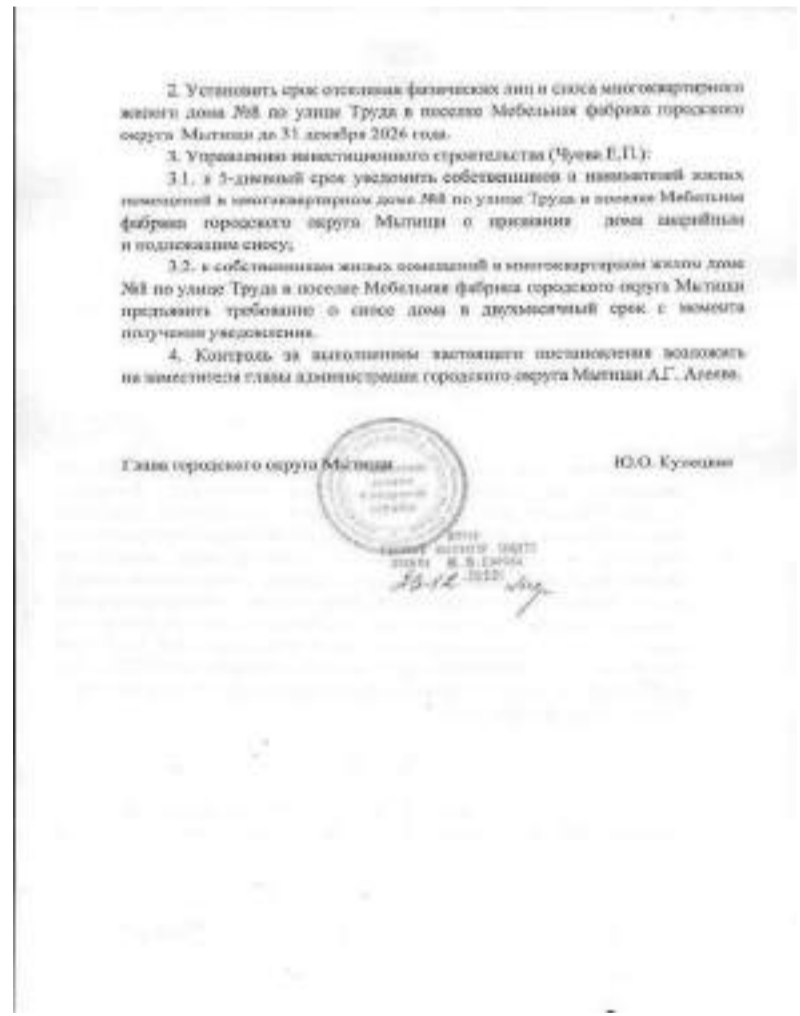 2. Установить срок отселения физических лиц и сноса многоквартирного
жилого дома №8 по улице Труда в поселке Мебельная фабрика городского
округа Мытищи до 31 декабря 2026 года.
3. Управлению инвестиционного строительства (Чуева Е.П.):
3.1. в 5-дневный срок уведомить собственников и нанимателей жилых
помещений в многоквартирном доме №8 по улице Труда в поселке Мебельная
фабрика городского округа Мытищи о признании дома аварийным
и подлежащим сносу;
3.2. к собственникам жилых помещений в многоквартирном жилом доме
№8 по улице Труда в поселке Мебельная фабрика городского округа Мытищи
предъявить требование о сносе дома в двухмесячный срок с момента
получения уведомления.
4. Контроль за выполнением настоящего постановления возложить
на заместителя главы администрации городского округа Мытищи А.Г. Агеева.
Глава городского округа Мытищи Ю.О. Купецкая